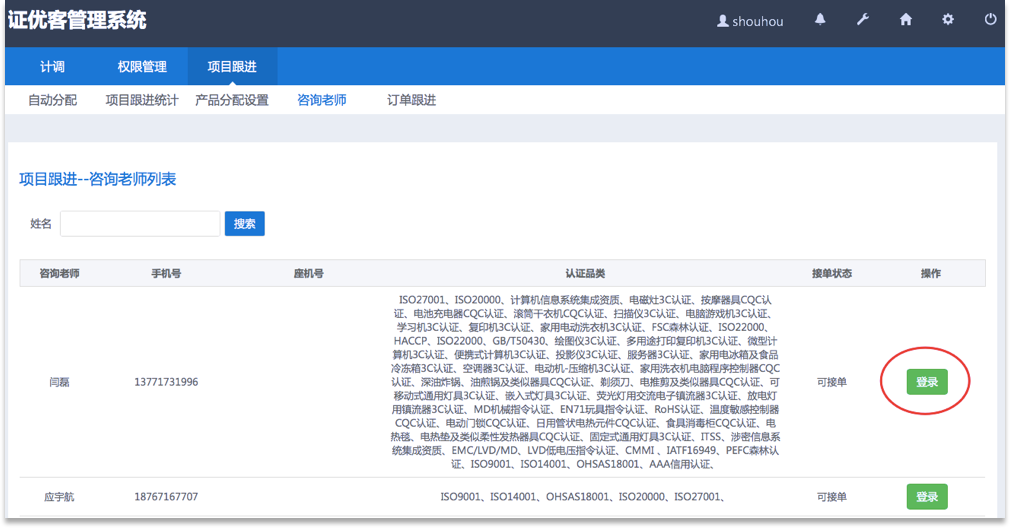 证优客管理系统
shouhou
计调 权限管理 项目跟进
自动分配 项目跟进统计 产品分配设置 咨询老师 订单跟进
项目跟进--咨询老师列表
姓名 搜索
咨询老师 手机号 座机号 认证品类 接单状态 操作
ISO27001、ISO20000、计算机信息系统集成资质、电磁灶3C认证、按摩器具CQC认
证、电池充电器CQC认证、滚筒干衣机CQC认证、扫描仪3C认证、电脑游戏机3C认证、
学习机3C认证、复印机3C认证、家用电动洗衣机3C认证、FSC森林认证、ISO22000、
HACCP、ISO22000、GB/T50430、绘图仪3C认证、多用途打印复印机3C认证、微型计
算机3C认证、便携式计算机3C认证、投影仪3C认证、服务器3C认证、家用电冰箱及食品
冷冻箱3C认证、空调器3C认证、电动机-压缩机3C认证、家用洗衣机电脑程序控制器CQC
认证、深油炸锅、油煎锅及类似器具CQC认证、剃须刀、电推剪及类似器具CQC认证、可
移动式通用灯具3C认证、嵌入式灯具3C认证、荧光灯用交流电子镇流器3C认证、放电灯
用镇流器3C认证、MD机械指令认证、EN71玩具指令认证、RoHS认证、温度敏感控制器
CQC认证、电动门锁CQC认证、日用管状电热元件CQC认证、食具消毒柜CQC认证、电
热毯、电热垫及类似柔性发热器具CQC认证、固定式通用灯具3C认证、ITSS、涉密信息系
统集成资质、EMC/LVD/MD、LVD低电压指令认证、CMMI 、IATF16949、PEFC森林认
证、ISO9001、ISO14001、OHSAS18001、AAA信用认证、
闫磊 13771731996 可接单 登录
应宇航 18767167707 ISO9001、ISO14001、OHSAS18001、ISO20000、ISO27001、 可接单 登录